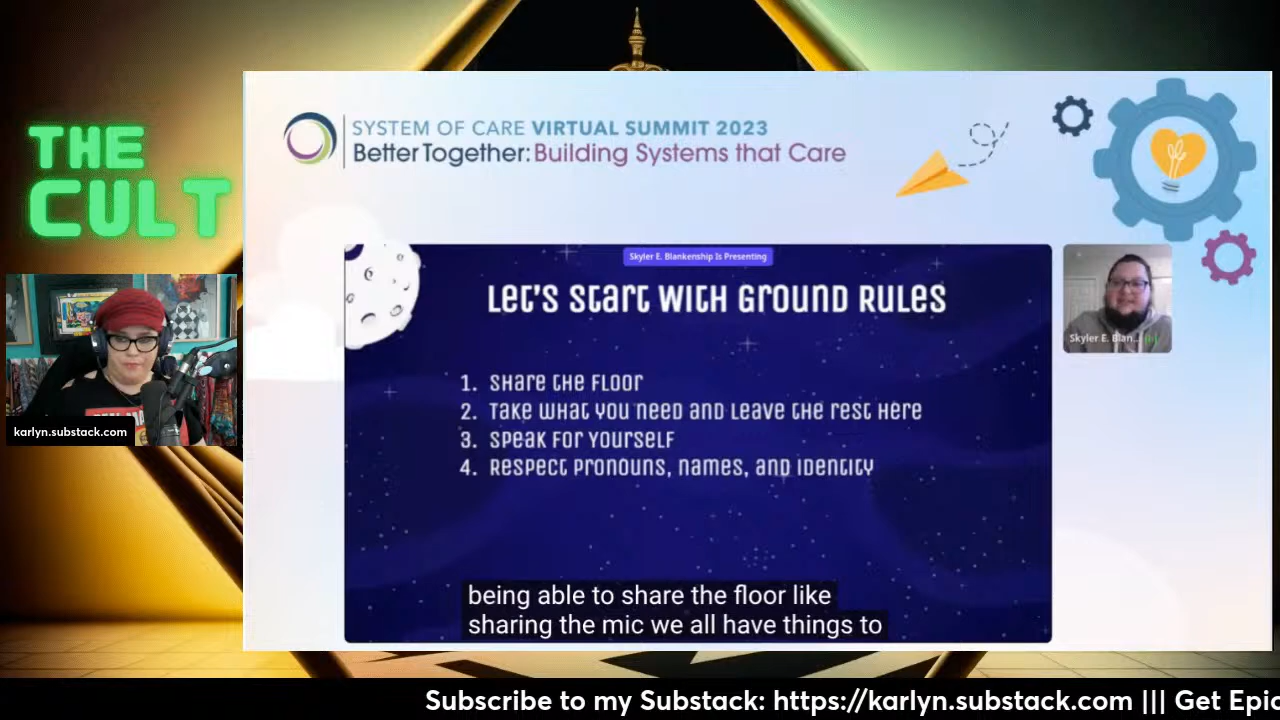 THE
CULT
karlyn.substack.com
SYSTEM OF CARE VIRTUAL SUMMIT 2023
Better Together: Building Systems that Care
Skyler E. Blankenship Is Presenting
Let's Start With Ground Rules
1. Share the floor
2. Take what you need and leave the rest here
3. Speak for yourself
4. Respect pronouns, names, and identity
being able to share the floor like
sharing the mic we all have things to
Skyler E. Blan...
Subscribe to my Substack: https://karlyn.substack.com ||| Get Epic